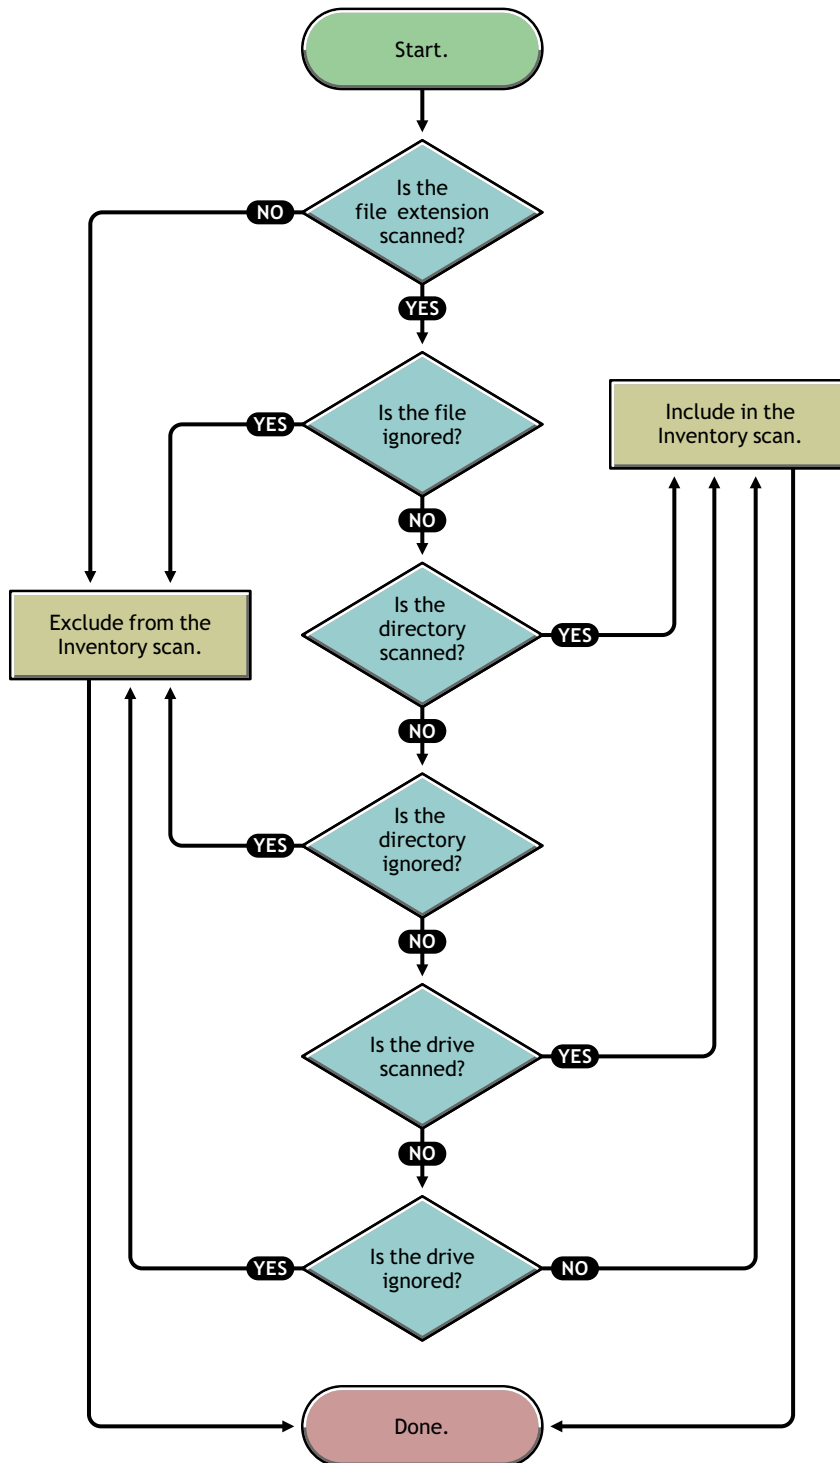 Start.
Is the
file extension
scanned?
NO
YES
Is the file
ignored?
YES
NO
Include in the
Inventory scan.
Is the
directory
scanned?
YES
NO
Exclude from the
Inventory scan.
Is the
directory
ignored?
YES
NO
Is the drive
scanned?
YES
NO
Is the drive
ignored?
YES
NO
Done.